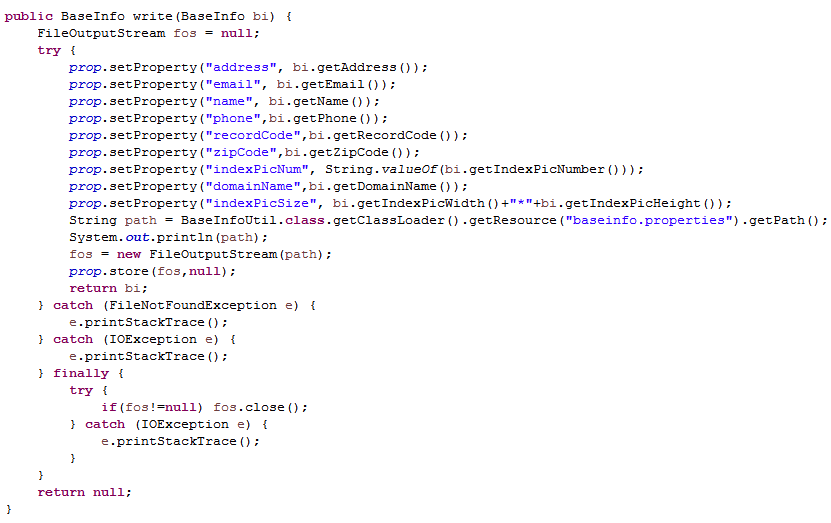 public BaseInfo write(BaseInfo bi) {
    FileOutputStream fos = null;
    try {
        prop.setProperty("address", bi.getAddress());
        prop.setProperty("email", bi.getEmail());
        prop.setProperty("name", bi.getName());
        prop.setProperty("phone",bi.getPhone());
        prop.setProperty("recordCode",bi.getRecordCode());
        prop.setProperty("zipCode",bi.getZipCode());
        prop.setProperty("indexPicNum", String.valueOf(bi.getIndexPicNumber()));
        prop.setProperty("domainName",bi.getDomainName());
        prop.setProperty("indexPicSize", bi.getIndexPicWidth()+"*"+bi.getIndexPicHeight());
        String path = BaseInfoUtil.class.getClassLoader().getResource("baseinfo.properties").getPath();
        System.out.println(path);
        fos = new FileOutputStream(path);
        prop.store(fos,null);
        return bi;
    } catch (FileNotFoundException e) {
        e.printStackTrace();
    } catch (IOException e) {
        e.printStackTrace();
    } finally {
        try {
            if(fos!=null) fos.close();
        } catch (IOException e) {
            e.printStackTrace();
        }
    }
    return null;
}